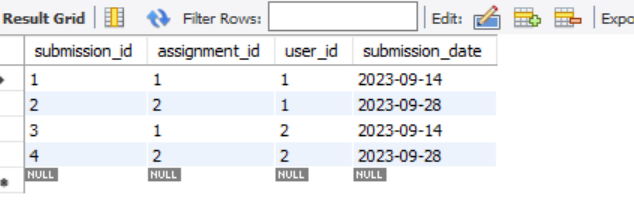 Result Grid Filter Rows: Edit: Expo
submission_id assignment_id user_id submission_date
1 1 1 2023-09-14
2 2 1 2023-09-28
3 1 2 2023-09-14
4 2 2 2023-09-28
NULL NULL NULL NULL